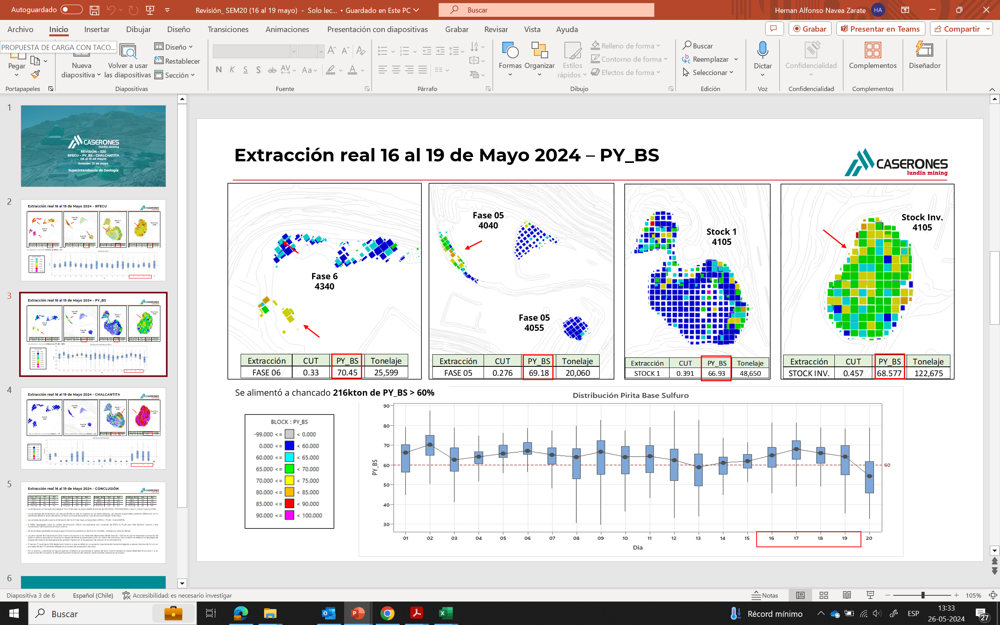 Autoguardado
Revisión_ SEM20 (16 al 19 mayo)  -  Solo lec... • Guardado en Este PC
Buscar
Hernan Alfonso Navea Zarate
HA
Archivo
Inicio
Insertar
Dibujar
Diseño
Transiciones
Animaciones
Presentación con diapositivas
Grabar
Revisar
Vista
Ayuda
Grabar
Presentar en Teams
Compartir
PROPUESTA DE CARGA CON TACO...
Pegar
Nueva
diapositiva
Volver a usar
las diapositivas
Diseño
Restablecer
Sección
Formas
Organizar
Estilos
rápidos
Relleno de forma
Contorno de forma
Efectos de forma
Buscar
Reemplazar
Seleccionar
Dictar
Confidencialidad
Complementos
Diseñador
Portapapeles
Diapositivas
Fuente
Párrafo
Dibujo
Edición
Voz
Confidencialidad
Complementos
1
CASERONES
lundin mining
REVISIÓN – S20
RFECU – PY_BS - CHALCANTITA
(16 al 19 de mayo)
Emisión: 21 de mayo
Superintendencia de Geología
2
Extracción real 16 al 19 de Mayo 2024 – RFECU
3
Extracción real 16 al 19 de Mayo 2024 – PY_BS
4
Extracción real 16 al 19 de Mayo 2024 – CHALCANTITA
5
Extracción real 16 al 19 de Mayo 2024 – CONCLUSIÓN
6
Extracción real 16 al 19 de Mayo 2024 – PY_BS
CASERONES
lundin mining
Fase 6
4340
Extracción CUT PY_BS Tonelaje
FASE 06 0.33 70.45 25,599
Fase 05
4040
Fase 05
4055
Extracción CUT PY_BS Tonelaje
FASE 05 0.276 69.18 20,060
Stock 1
4105
Extracción CUT PY_BS Tonelaje
STOCK 1 0.391 66.93 48,650
Stock Inv.
4105
Extracción CUT PY_BS Tonelaje
STOCK INV. 0.457 68.577 122,675
Se alimentó a chancado 216kton de PY_BS > 60%
BLOCK : PY_BS
-99.000 <= < 0.000
0.000 <= < 60.000
60.000 <= < 65.000
65.000 <= < 70.000
70.000 <= < 75.000
80.000 <= < 85.000
85.000 <= < 90.000
90.000 <= < 100.000
Distribución Pirita Base Sulfuro
90
80
70
60
50
40
30
PY_BS
60
01 02 03 04 05 06 07 08 09 10 11 12 13 14 15 16 17 18 19 20
Dia
Diapositiva 3 de 6
Español (Chile)
Accesibilidad: es necesario investigar
Notas
105%
Buscar
Récord mínimo
ESP
13:33
26-05-2024
27